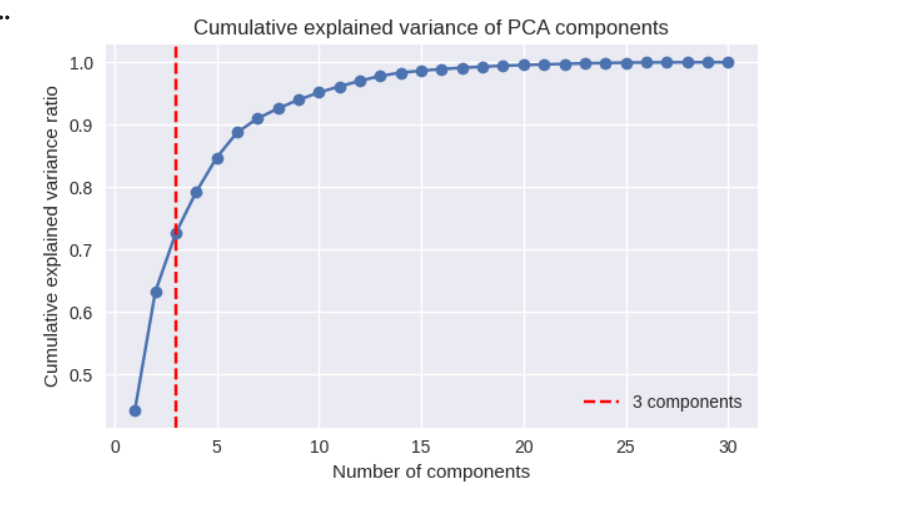 ..
Cumulative explained variance of PCA components
Cumulative explained variance ratio
1.0
0.9
0.8
0.7
0.6
0.5
3 components
0 5 10 15 20 25 30
Number of components